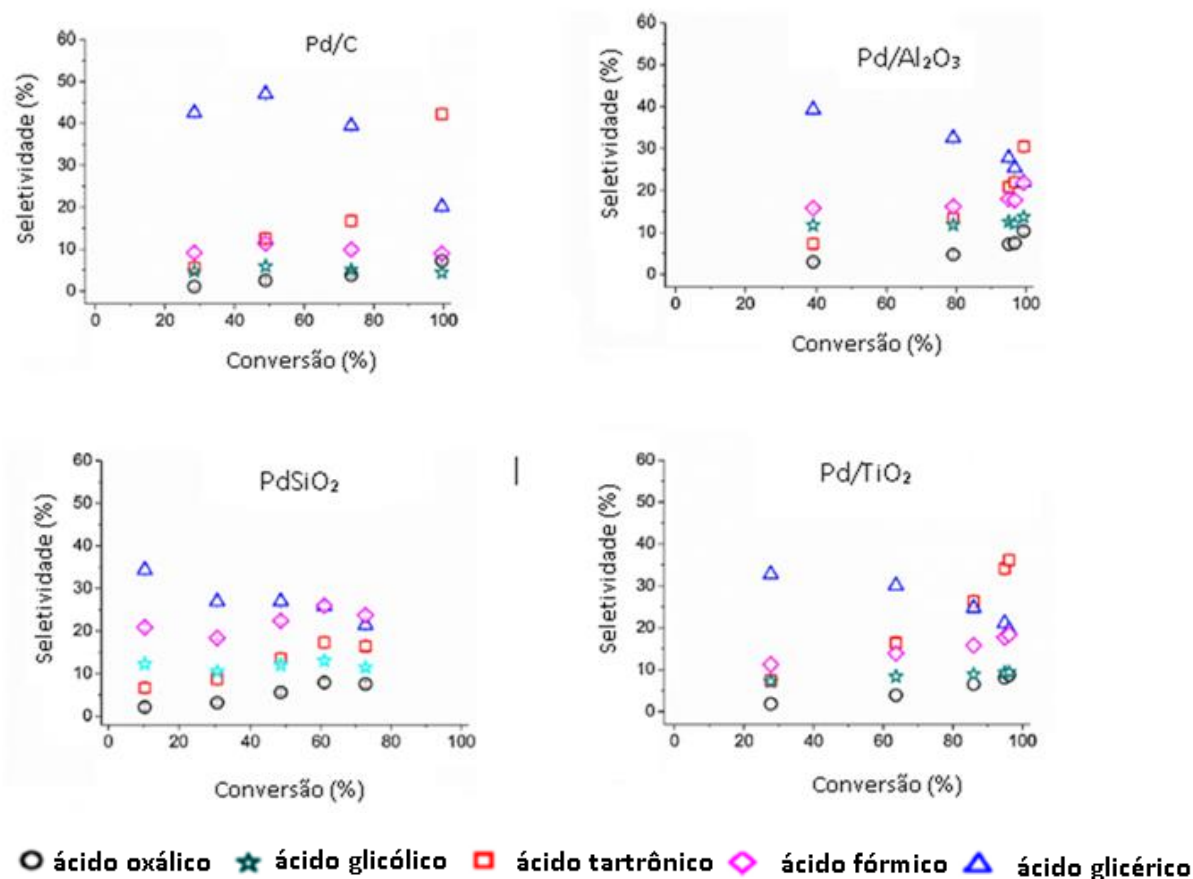 Pd/C
Seletividade (%)
60
50
40
30
20
10
0
0 20 40 60 80 100
Conversão (%)
Pd/Al₂O₃
Seletividade (%)
60
50
40
30
20
10
0
0 20 40 60 80 100
Conversão (%)
PdSiO₂
Seletividade (%)
60
50
40
30
20
10
0
0 20 40 60 80 100
Conversão (%)
Pd/TiO₂
Seletividade (%)
60
50
40
30
20
10
0
0 20 40 60 80 100
Conversão (%)
ácido oxálico ácido glicólico ácido tartrônico ácido fórmico ácido glicérico